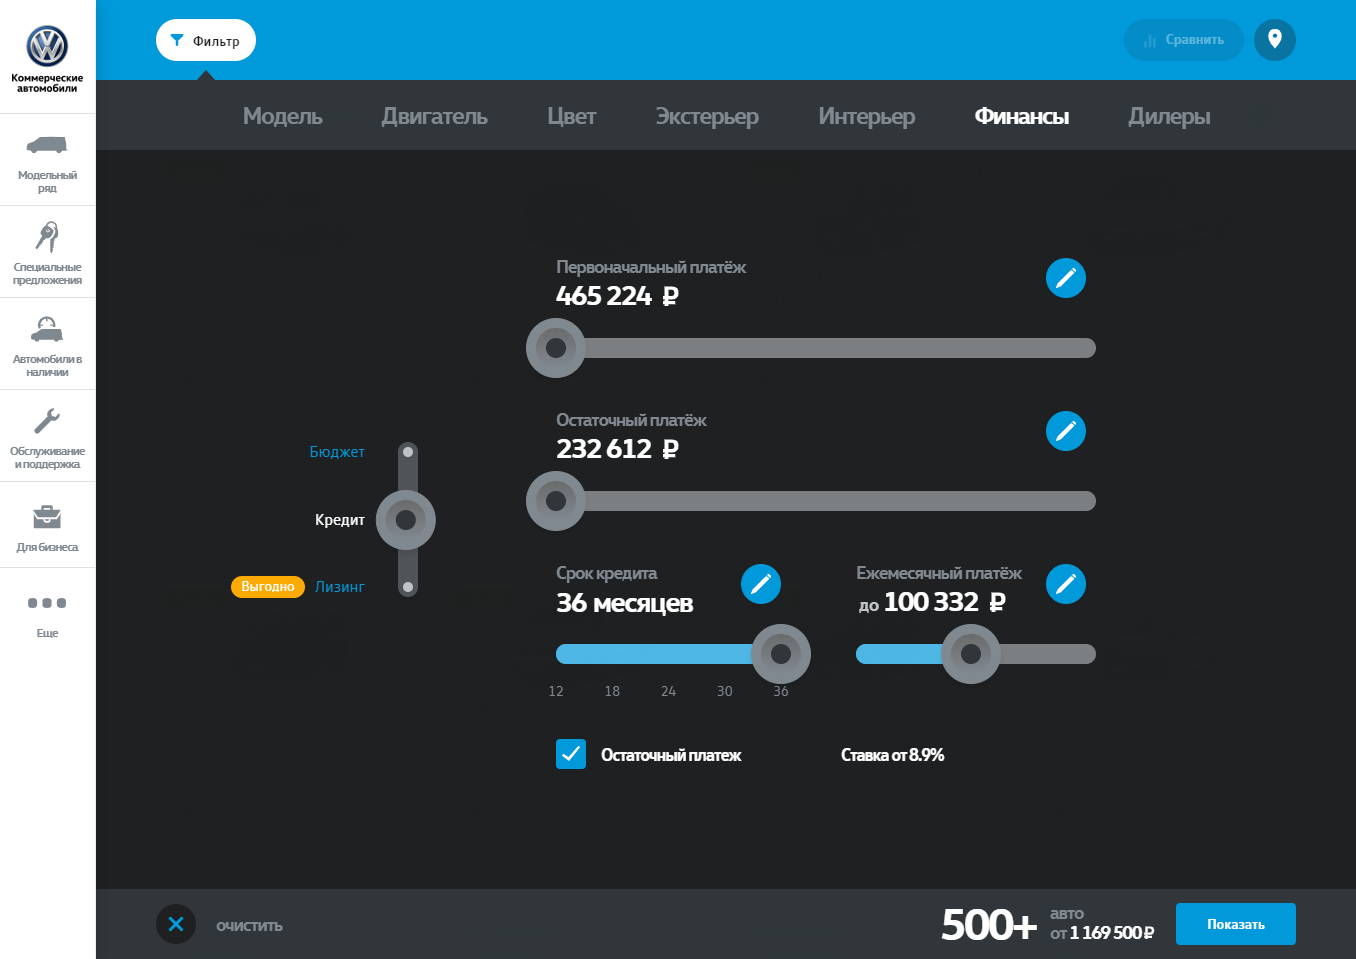 Коммерческие
автомобили
Модельный
ряд
Специальные
предложения
Автомобили в
наличии
Обслуживание
и поддержка
Для бизнеса
Еще
Фильтр
Сравнить
Модель
Двигатель
Цвет
Экстерьер
Интерьер
Финансы
Дилеры
Бюджет
Кредит
Выгодно
Лизинг
Первоначальный платёж
465 224 ₽
Остаточный платёж
232 612 ₽
Срок кредита
36 месяцев
12 18 24 30 36
Ежемесячный платёж
до 100 332 ₽
Остаточный платеж
Ставка от 8.9%
очистить
500+
авто
от 1 169 500 ₽
Показать